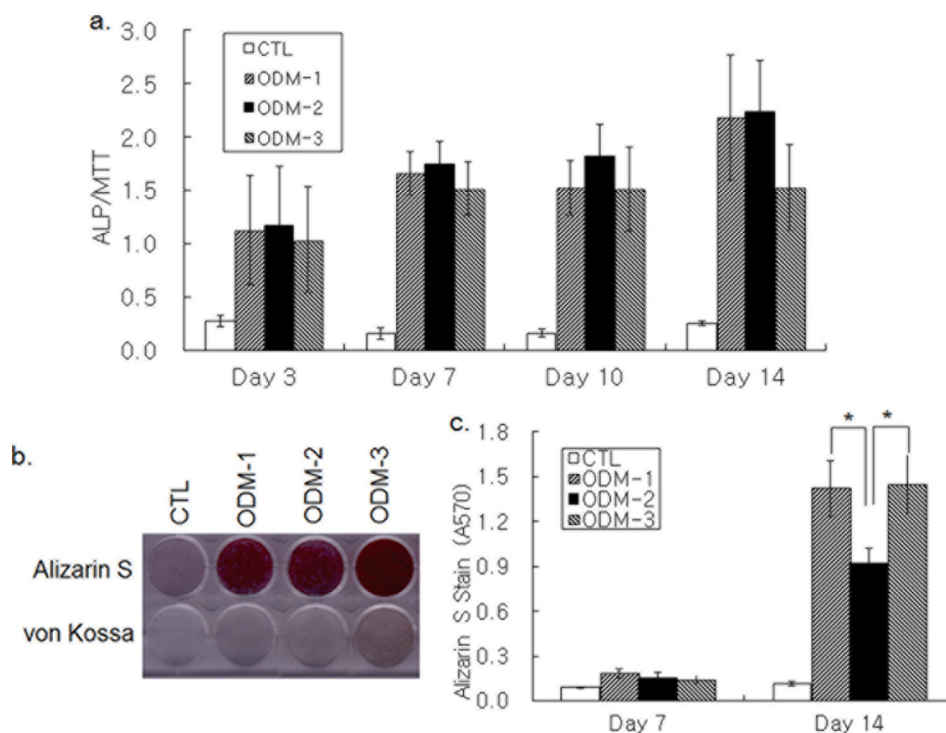 a.
3.0
2.5
2.0
1.5
1.0
0.5
0.0
ALP/MTT
CTL
ODM-1
ODM-2
ODM-3
Day 3 Day 7 Day 10 Day 14
b.
CTL ODM-1 ODM-2 ODM-3
Alizarin S
von Kossa
c.
1.8
1.5
1.2
0.9
0.6
0.3
0.0
Alizarin S Stain (A570)
CTL
ODM-1
ODM-2
ODM-3
* *
Day 7 Day 14